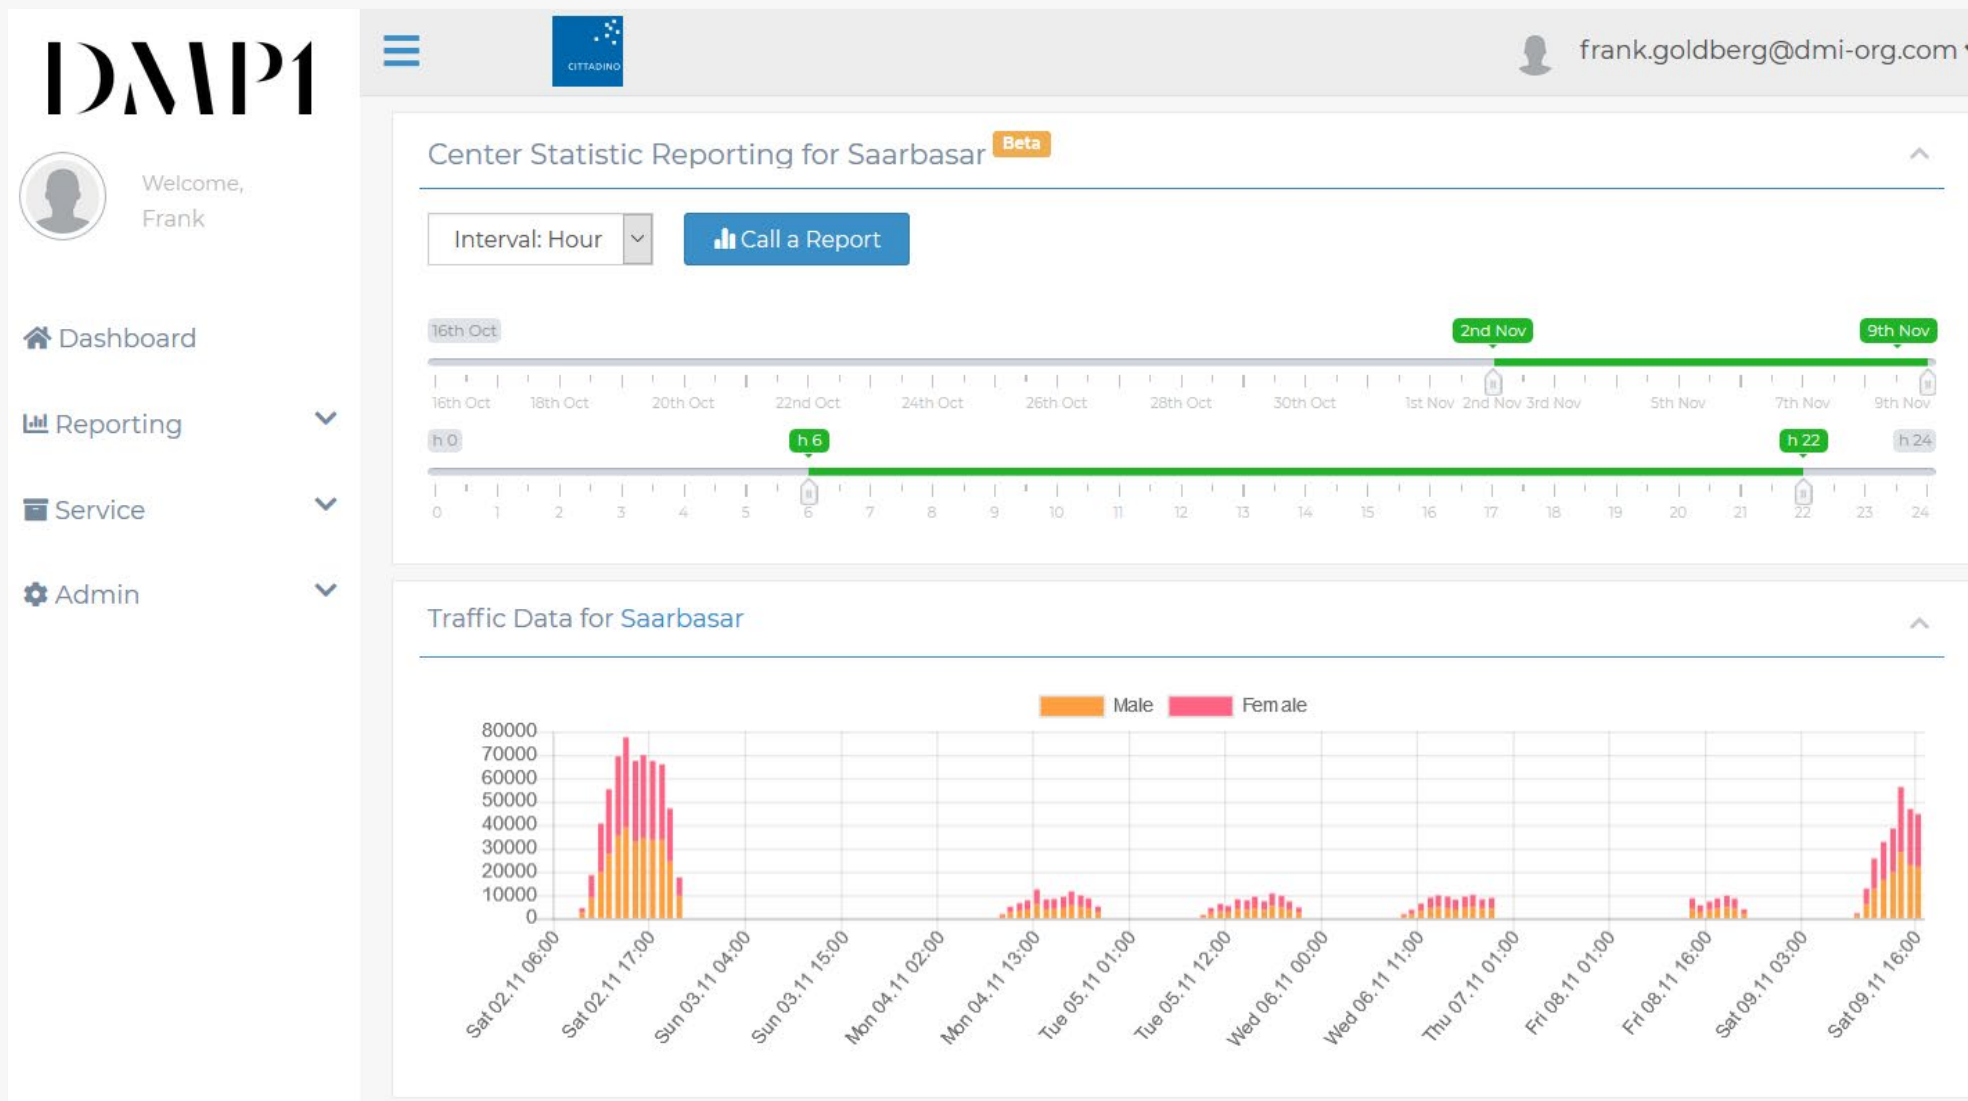 DMP1
CITTADINO
frank.goldberg@dmi-org.com
Welcome,
Frank
Dashboard
Reporting
Service
Admin
Center Statistic Reporting for Saarbasar Beta
Interval: Hour
Call a Report
16th Oct 2nd Nov 9th Nov
16th Oct 18th Oct 20th Oct 22nd Oct 24th Oct 26th Oct 28th Oct 30th Oct 1st Nov 2nd Nov 3rd Nov 5th Nov 7th Nov 9th Nov
h 0 h 6 h 22 h 24
0 1 2 3 4 5 6 7 8 9 10 11 12 13 14 15 16 17 18 19 20 21 22 23 24
Traffic Data for Saarbasar
Male Female
80000
70000
60000
50000
40000
30000
20000
10000
0
Sat 02.11 06:00
Sat 02.11 17:00
Sun 03.11 04:00
Sun 03.11 15:00
Mon 04.11 02:00
Mon 04.11 13:00
Tue 05.11 01:00
Tue 05.11 12:00
Wed 06.11 00:00
Wed 06.11 11:00
Thu 07.11 01:00
Fri 08.11 01:00
Fri 08.11 16:00
Sat 09.11 03:00
Sat 09.11 16:00